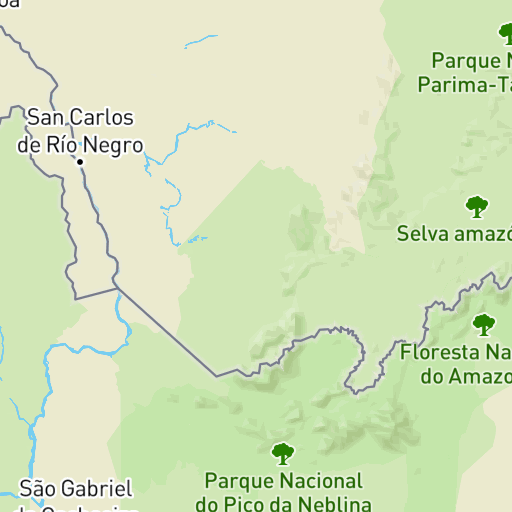 Parque N
Parima-Ta
San Carlos
de Río Negro
Selva amazó
Floresta Na
do Amazo
Parque Nacional
do Pico da Neblina
São Gabriel